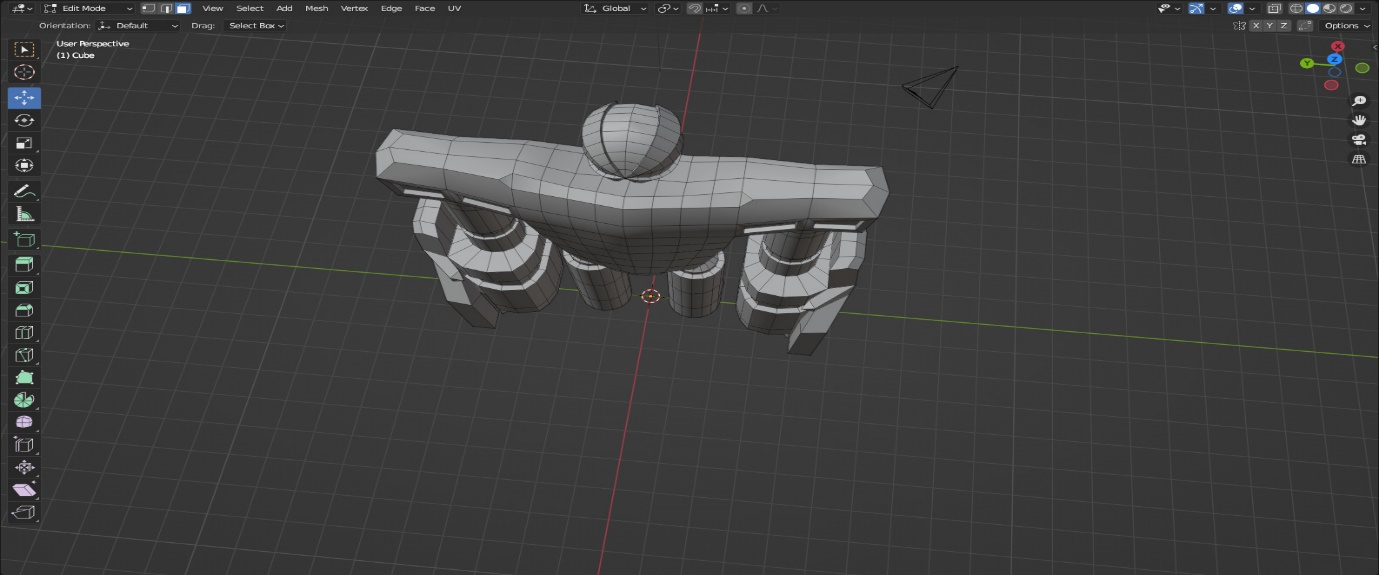 Edit Mode View Select Add Mesh Vertex Edge Face UV Global
Orientation: Default Drag: Select Box X Y Z Options
User Perspective
(1) Cube
X
Y
Z